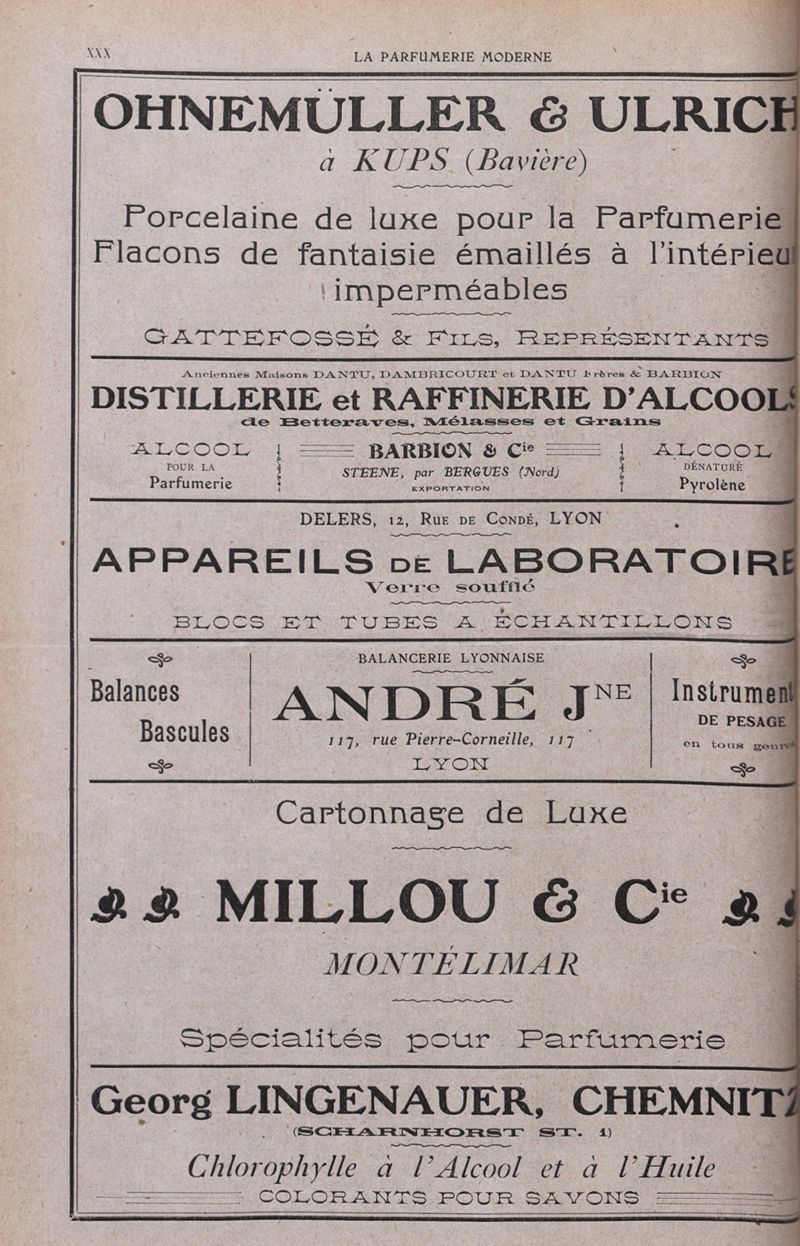 XXX
LA PARFUMERIE MODERNE
OHNEMÜLLER & ULRICH
à KUPS (Bavière)
Porcelaine de luxe pour la Parfumerie
Flacons de fantaisie émaillés à l'intérieu
imperméables
GATTEFOSSÉ & FILS, REPRÉSENTANTS
Anciennes Maisons DANTU, DAMBRICOURT et DANTU Frères & BARBION
DISTILLERIE et RAFFINERIE D'ALCOOLS
de Betteraves, Mélasses et Grains
ALCOOL
POUR LA
Parfumerie
BARBION & Cie
STEENE, par BERGUES (Nord)
EXPORTATION
ALCOOL
DÉNATURÉ
Pyrolène
DELERS, 12, RUE DE CONDÉ, LYON
APPAREILS DE LABORATOIRE
Verre soufflé
BLOCS ET TUBES A ÉCHANTILLONS
Balances
Bascules
BALANCERIE LYONNAISE
ANDRÉ JNE
117, rue Pierre-Corneille, 117
LYON
Instrument
DE PESAGE
en tous genres
Cartonnage de Luxe
MILLOU & Cie
MONTÉLIMAR
Spécialités pour Parfumerie
Georg LINGENAUER, CHEMNITZ
(SCHARNHORST ST. 1)
Chlorophylle à l'Alcool et à l'Huile
COLORANTS POUR SAVONS